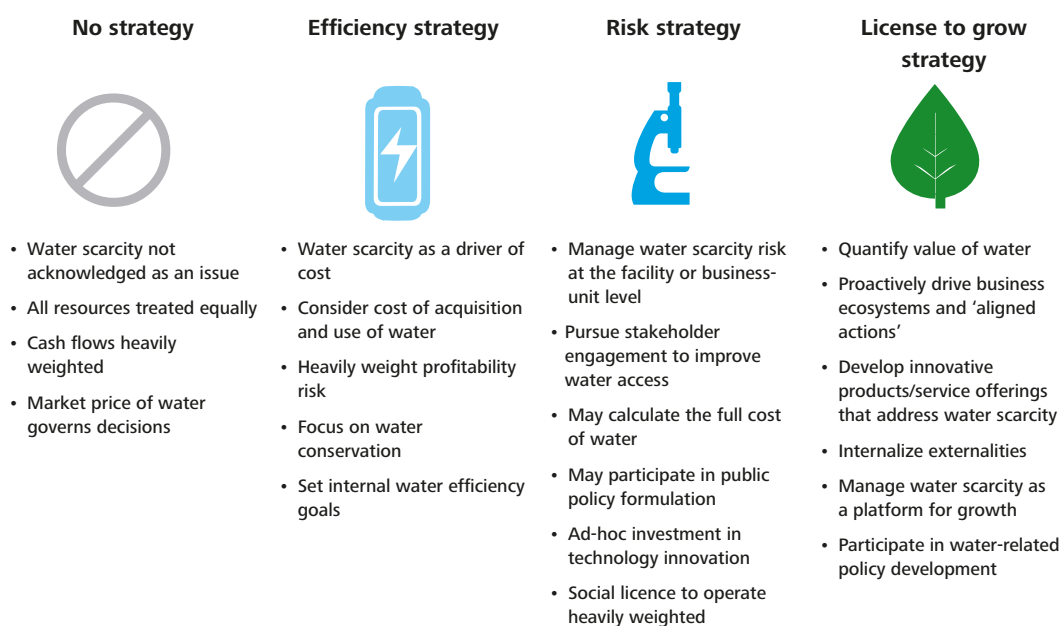 No strategy
Efficiency strategy
Risk strategy
License to grow
strategy
• Water scarcity not
acknowledged as an issue
• All resources treated equally
• Cash flows heavily
weighted
• Market price of water
governs decisions
• Water scarcity as a driver of
cost
• Consider cost of acquisition
and use of water
• Heavily weight profitability
risk
• Focus on water
conservation
• Set internal water efficiency
goals
• Manage water scarcity risk
at the facility or business-
unit level
• Pursue stakeholder
engagement to improve
water access
• May calculate the full cost
of water
• May participate in public
policy formulation
• Ad-hoc investment in
technology innovation
• Social licence to operate
heavily weighted
• Quantify value of water
• Proactively drive business
ecosystems and ‘aligned
actions’
• Develop innovative
products/service offerings
that address water scarcity
• Internalize externalities
• Manage water scarcity as
a platform for growth
• Participate in water-related
policy development